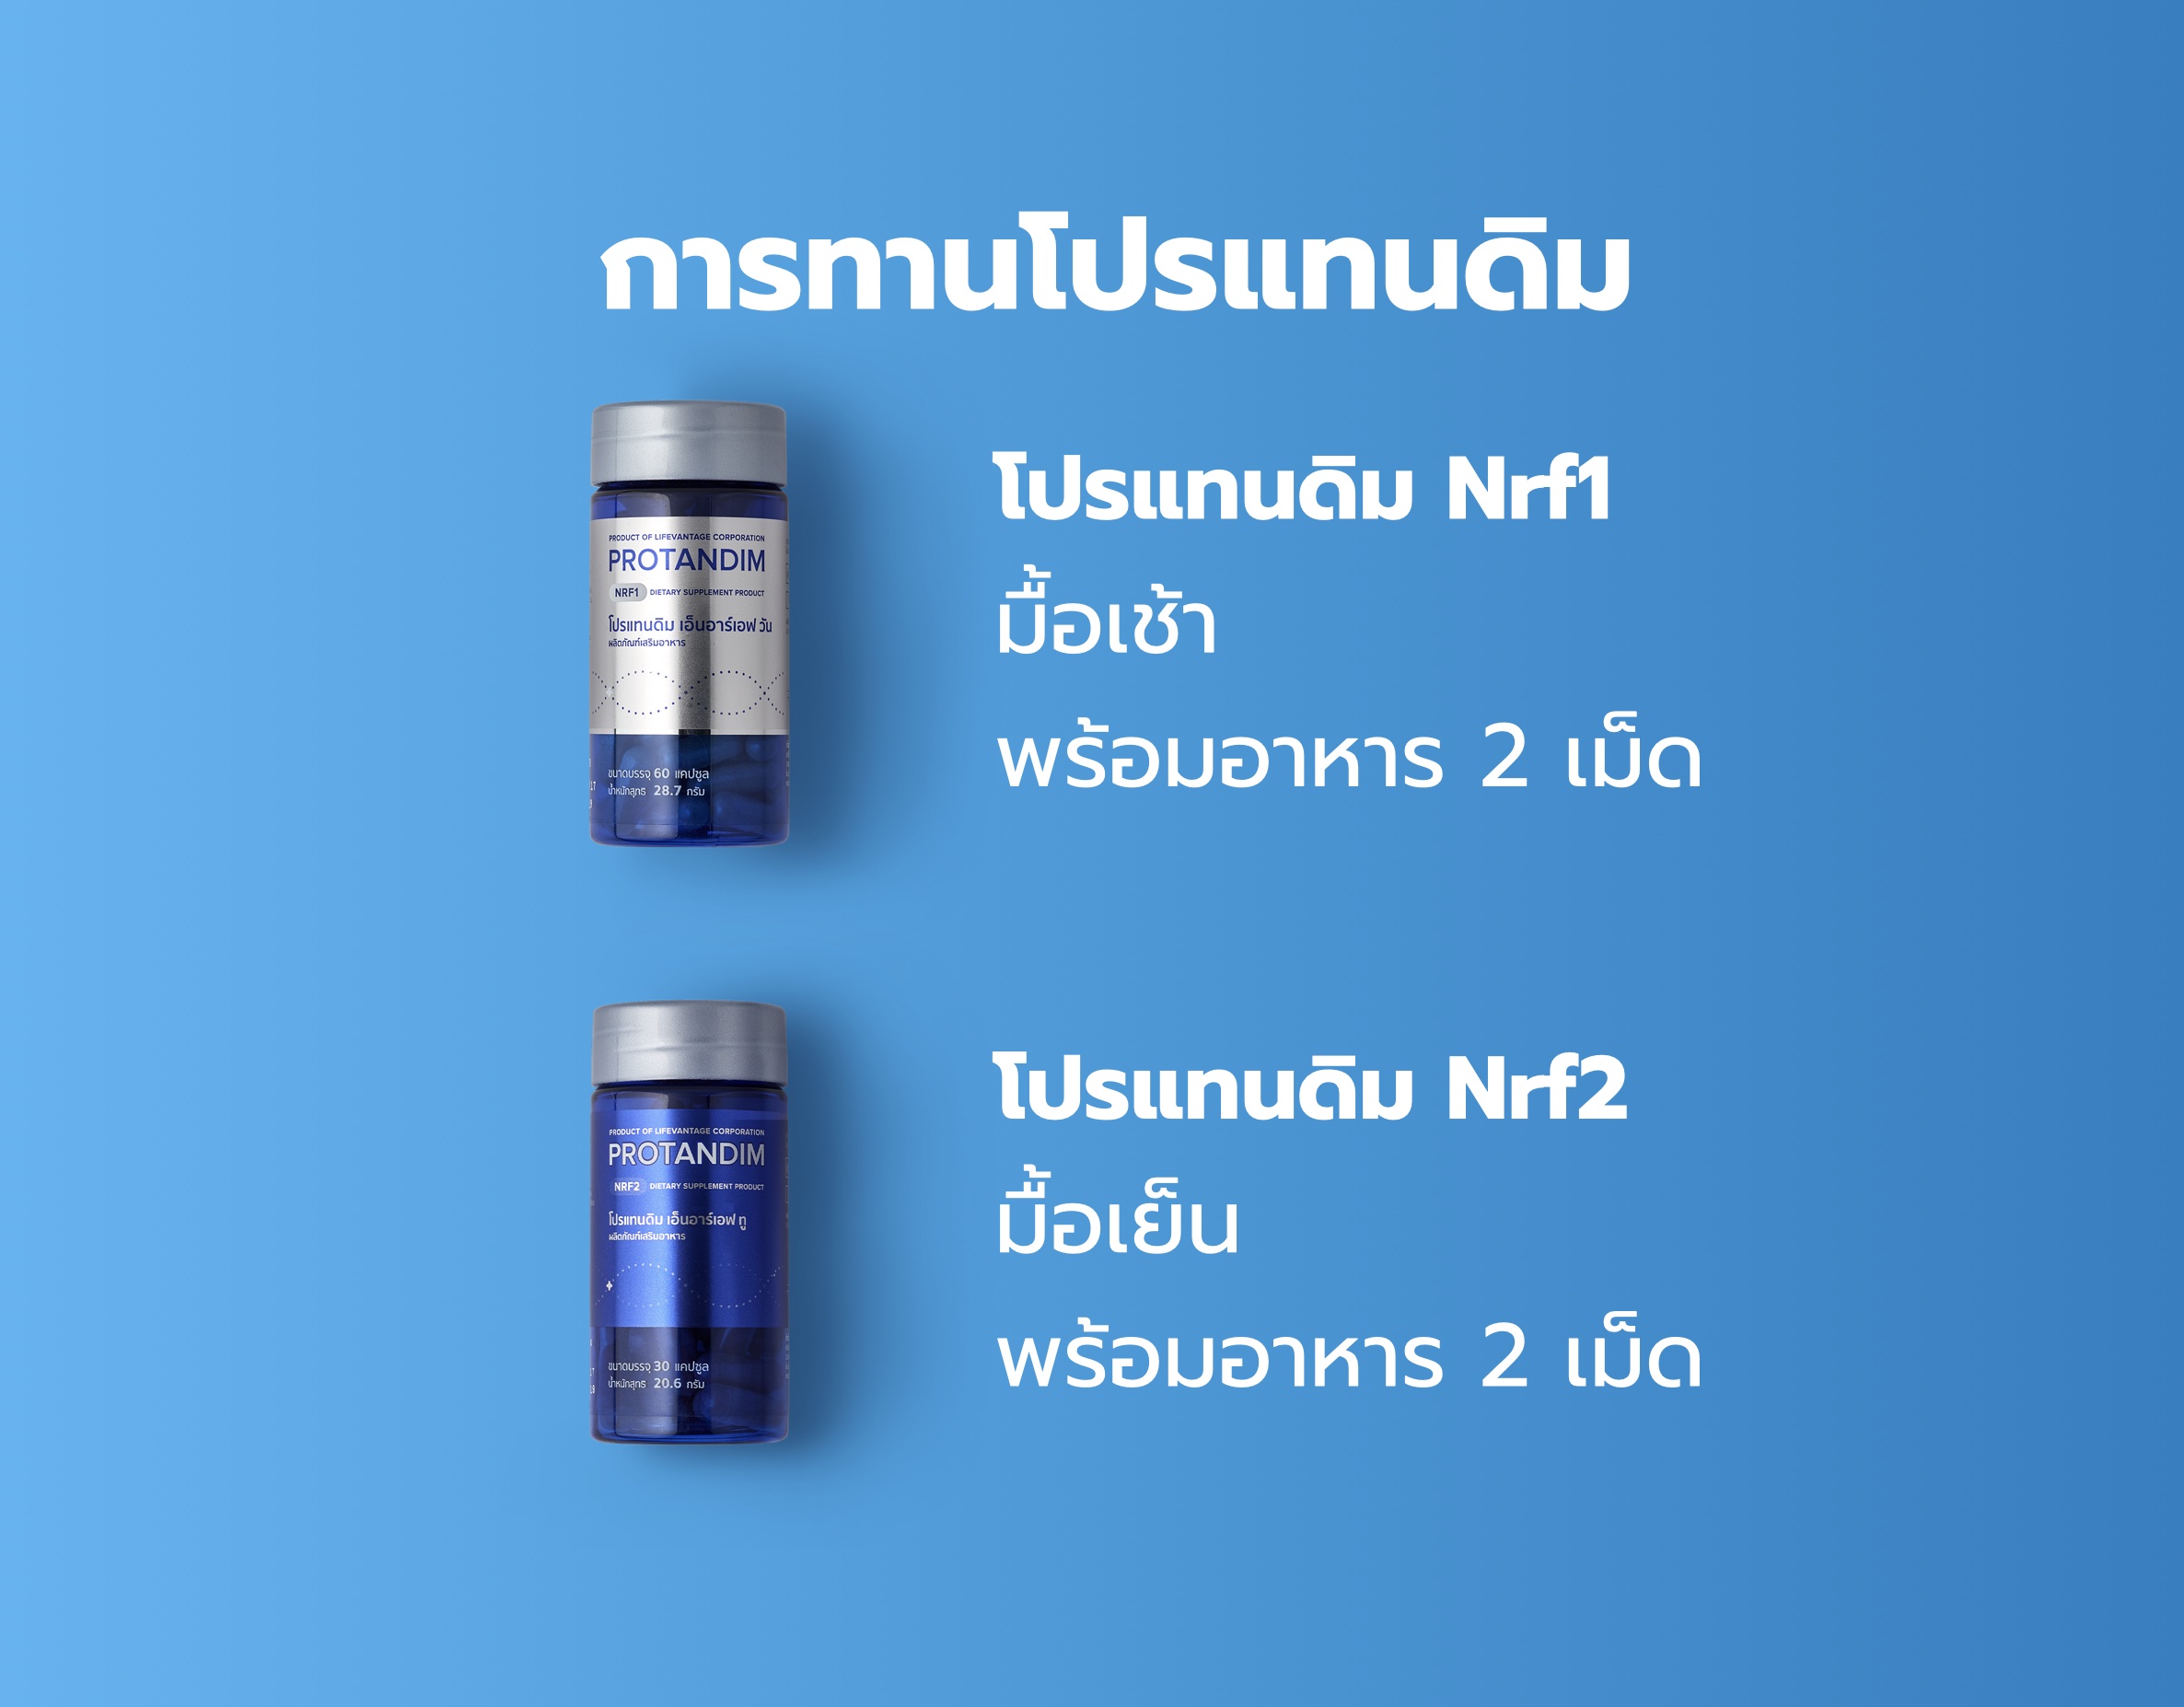 การทานโปรแทนดิม
PRODUCT OF LIFEVANTAGE CORPORATION
PROTANDIM
NRF1 DIETARY SUPPLEMENT PRODUCT
โปรแทนดิม เอ็นอาร์เอฟ วัน
ผลิตภัณฑ์เสริมอาหาร
ขนาดบรรจุ 60 แคปซูล
น้ำหนักสุทธิ 28.7 กรัม
โปรแทนดิม Nrf1
มื้อเช้า
พร้อมอาหาร 2 เม็ด
PRODUCT OF LIFEVANTAGE CORPORATION
PROTANDIM
NRF2 DIETARY SUPPLEMENT PRODUCT
โปรแทนดิม เอ็นอาร์เอฟ ทู
ผลิตภัณฑ์เสริมอาหาร
ขนาดบรรจุ 30 แคปซูล
น้ำหนักสุทธิ 20.6 กรัม
โปรแทนดิม Nrf2
มื้อเย็น
พร้อมอาหาร 2 เม็ด